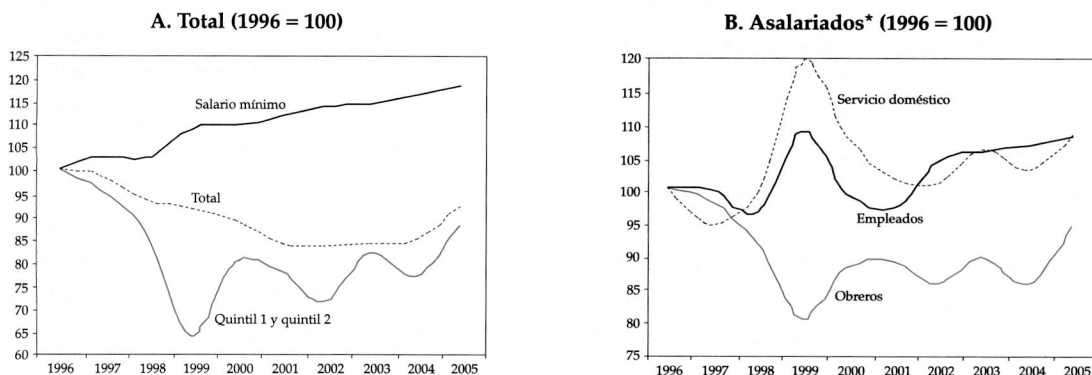 A. Total (1996 = 100)
125
120
115
110
105
100
95
90
85
80
75
70
65
60
Salario mínimo
Total
Quintil 1 y quintil 2
1996 1997 1998 1999 2000 2001 2002 2003 2004 2005
B. Asalariados* (1996 = 100)
120
115
110
105
100
95
90
85
80
75
Servicio doméstico
Empleados
Obreros
1996 1997 1998 1999 2000 2001 2002 2003 2004 2005